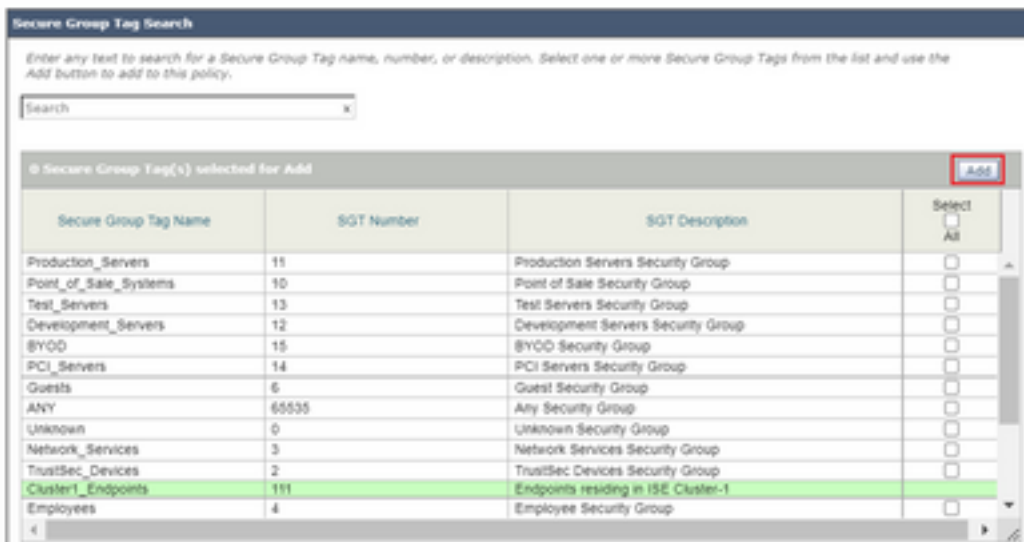 Secure Group Tag Search
Enter any text to search for a Secure Group Tag name, number, or description. Select one or more Secure Group Tags from the list and use the
Add button to add to this policy.
Search x
0 Secure Group Tag(s) selected for Add Add
Secure Group Tag Name SGT Number SGT Description Select All
Production_Servers 11 Production Servers Security Group
Point_of_Sale_Systems 10 Point of Sale Security Group
Test_Servers 13 Test Servers Security Group
Development_Servers 12 Development Servers Security Group
BYOD 15 BYOD Security Group
PCI_Servers 14 PCI Servers Security Group
Guests 6 Guest Security Group
ANY 65535 Any Security Group
Unknown 0 Unknown Security Group
Network_Services 3 Network Services Security Group
TrustSec_Devices 2 TrustSec Devices Security Group
Cluster1_Endpoints 111 Endpoints residing in ISE Cluster-1
Employees 4 Employee Security Group